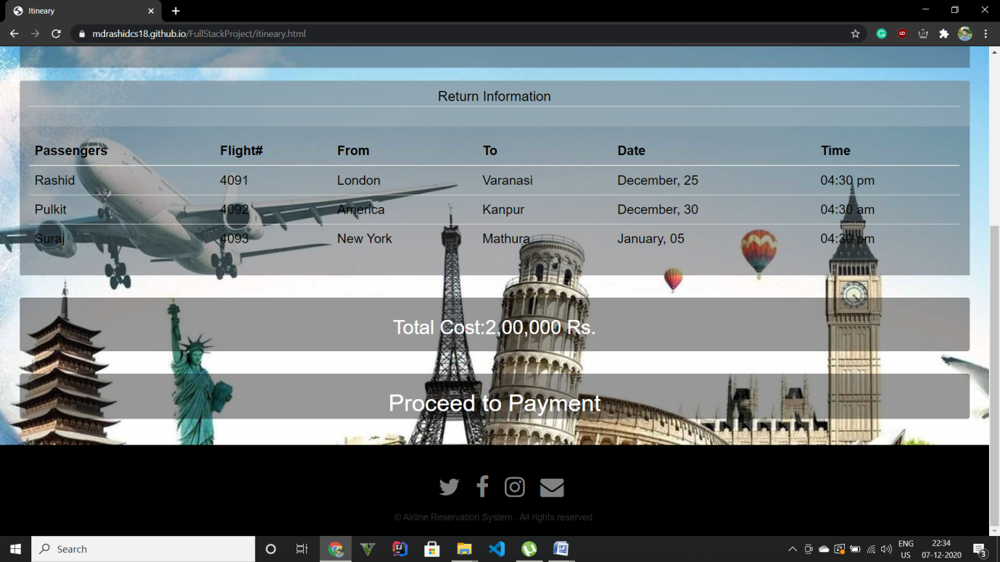 Itineary
mdrashidcs18.github.io/FullStackProject/itineary.html
Return Information
Passengers Flight# From To Date Time
Rashid 4091 London Varanasi December, 25 04:30 pm
Pulkit 4092 America Kanpur December, 30 04:30 am
Suraj 4093 New York Mathura January, 05 04:30 pm
Total Cost:2,00,000 Rs.
Proceed to Payment
© Airline Reservation System . All rights reserved.
Search
ENG 22:34
US 07-12-2020 3